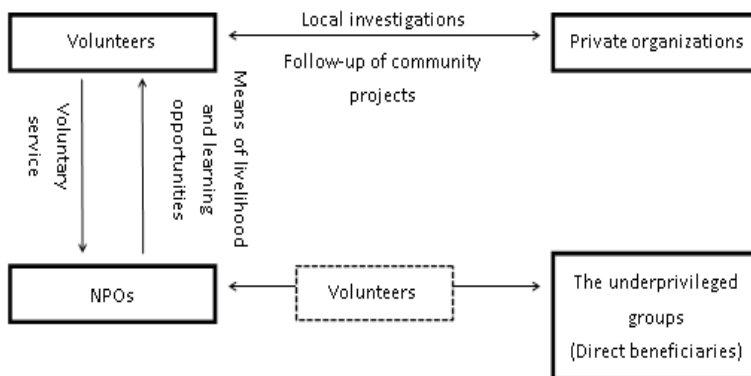 Local investigations
Volunteers
Private organizations
Follow-up of community
projects
Voluntary
service
Means of livelihood
and learning
opportunities
NPOs
Volunteers
The underprivileged
groups
(Direct beneficiaries)